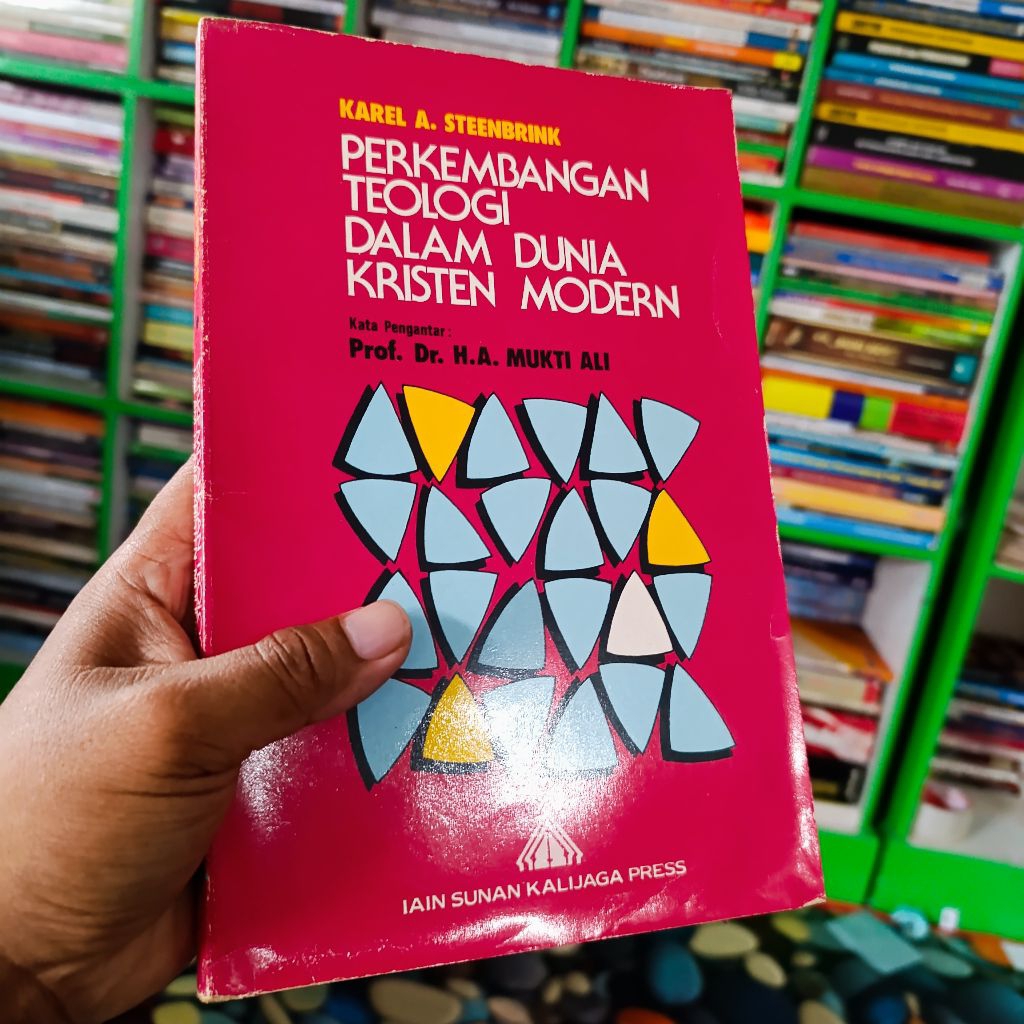 KAREL A. STEENBRINK
PERKEMBANGAN
TEOLOGI
DALAM DUNIA
KRISTEN MODERN
Kata Pengantar:
Prof. Dr. H.A. MUKTI ALI
IAIN SUNAN KALIJAGA PRESS